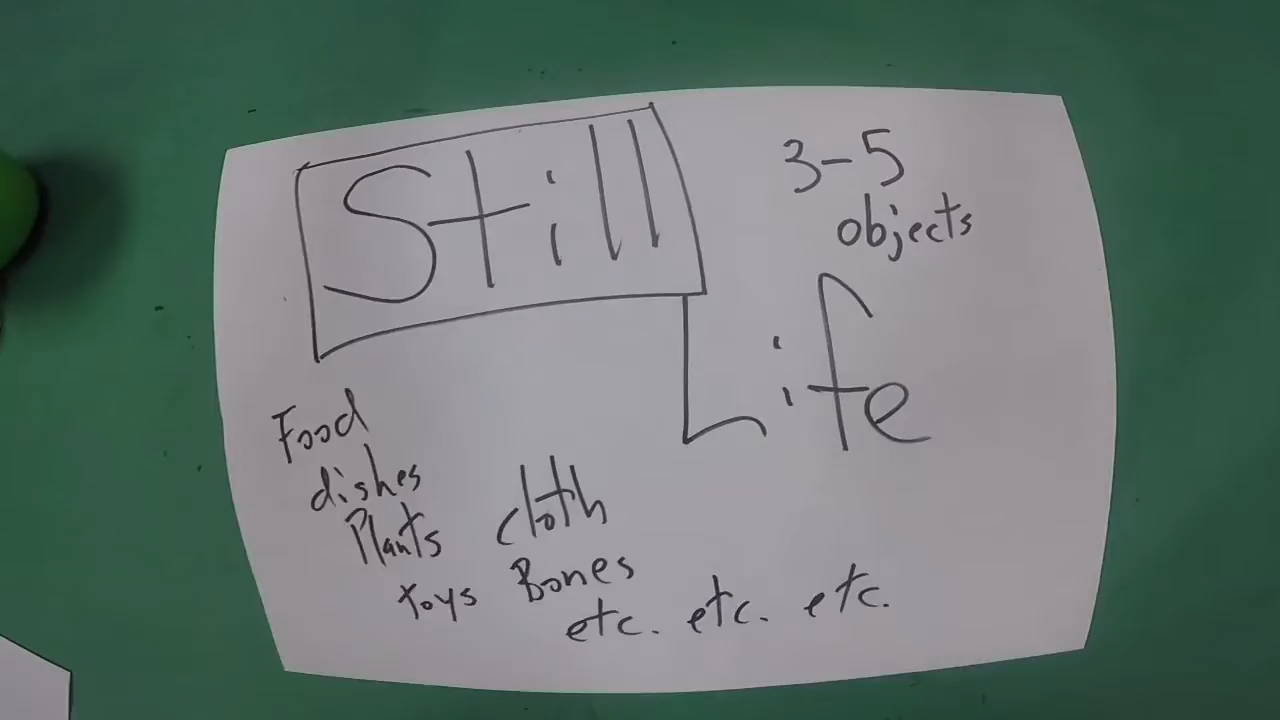 Still
3-5
objects
Life
Food
dishes
Plants
toys
cloth
Bones
etc. etc. etc.